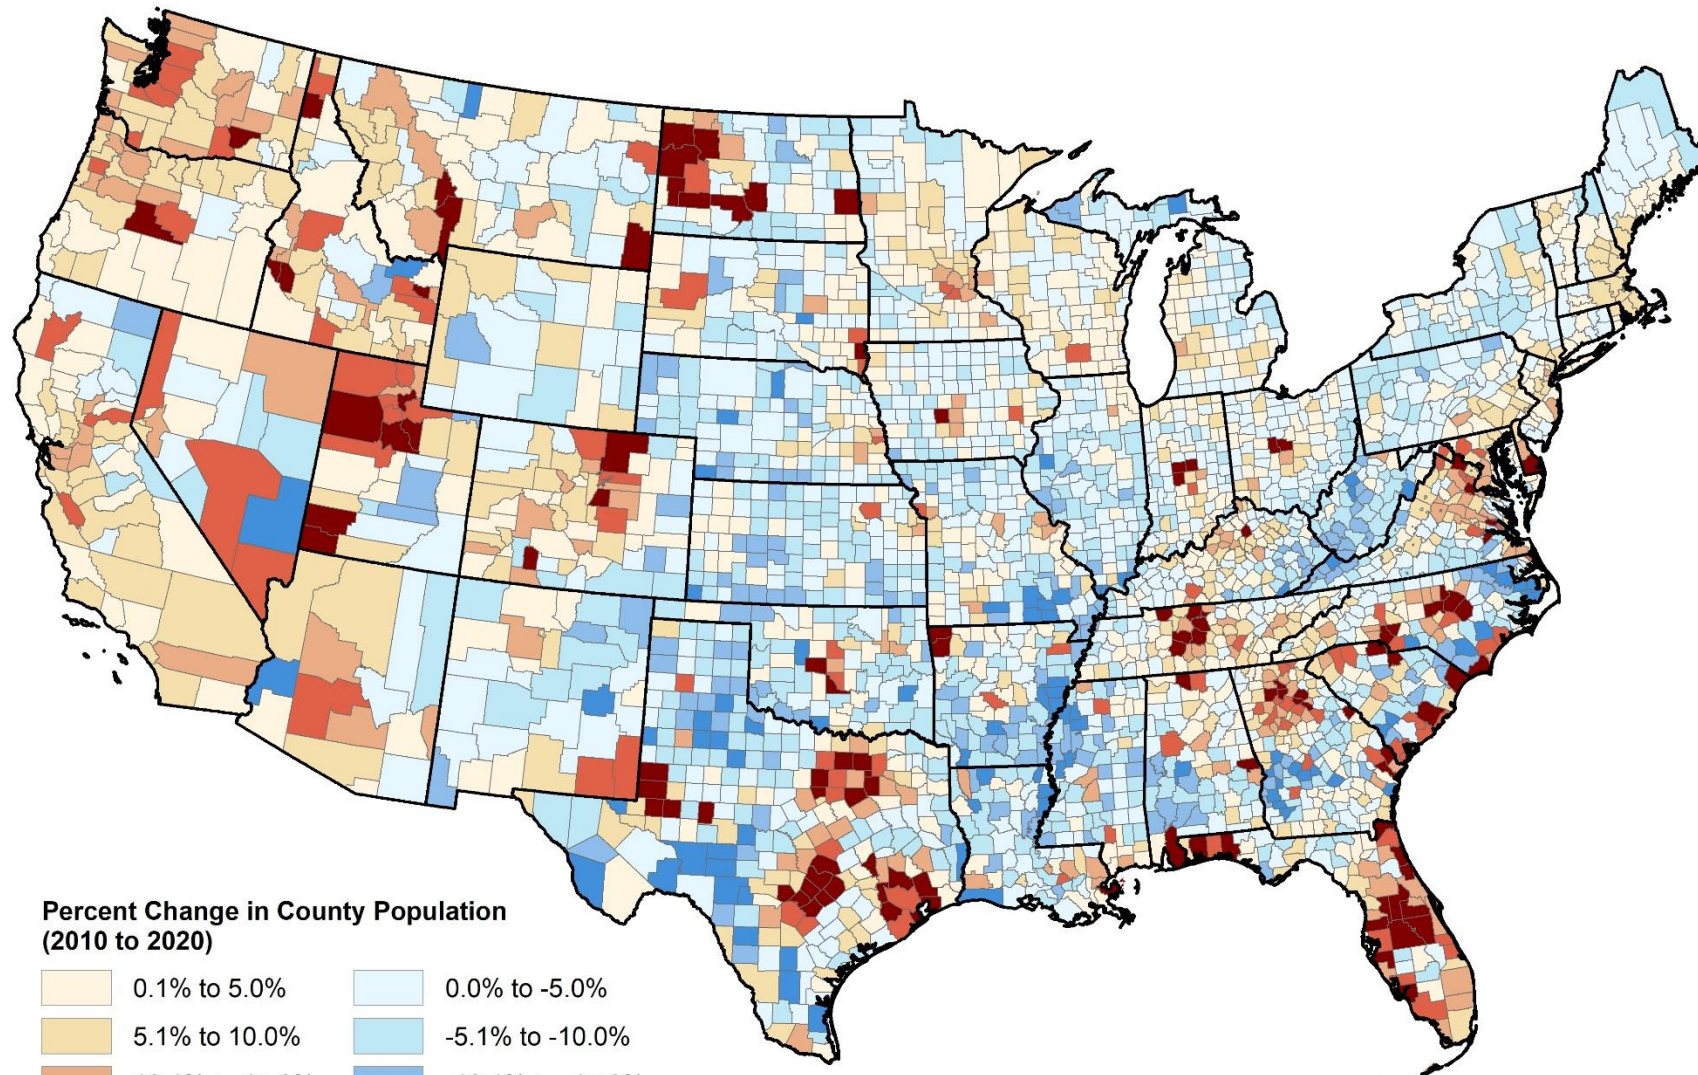 Percent Change in County Population
(2010 to 2020)
0.1% to 5.0%
0.0% to -5.0%
5.1% to 10.0%
-5.1% to -10.0%